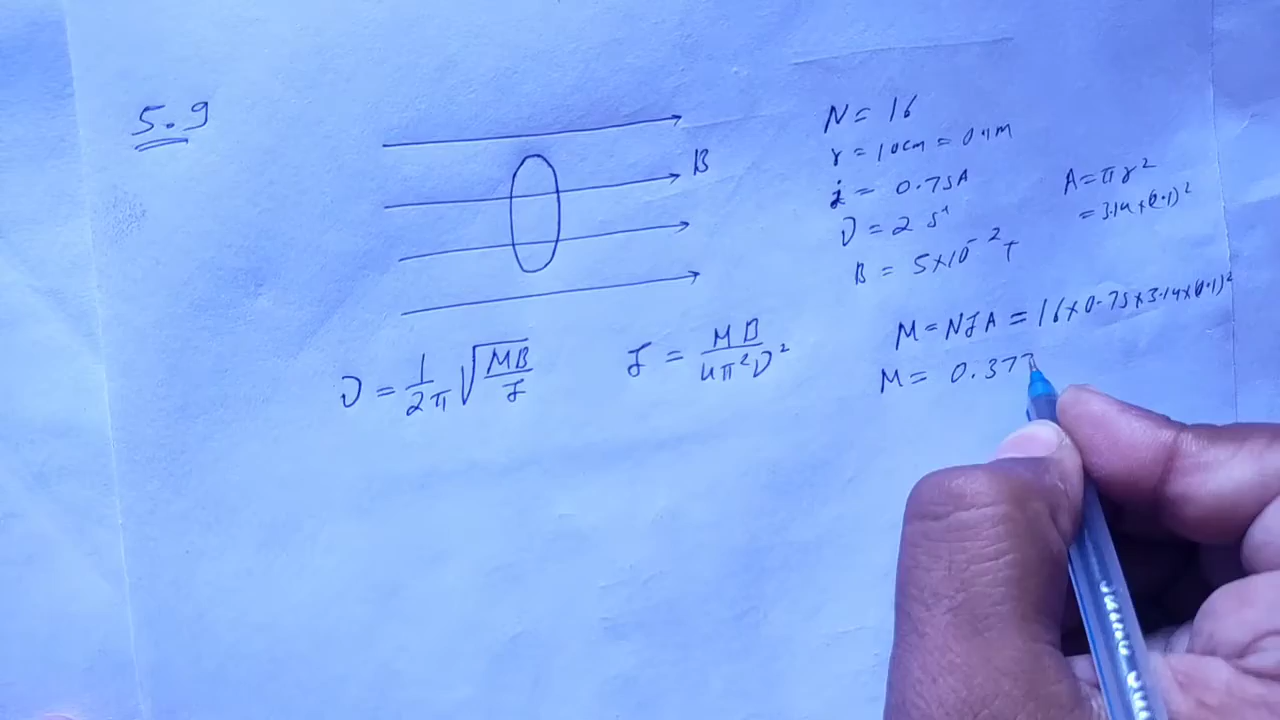 5.9
B
N = 16
r = 10cm = 0.1m
i = 0.75A
ν = 2 s⁻¹
B = 5×10⁻² T
A = πr²
= 3.14×(0.1)²
M = NIA = 16×0.75×3.14×(0.1)²
M = 0.377
ν = 1/2π √MB/I
I = MB/4π²ν²